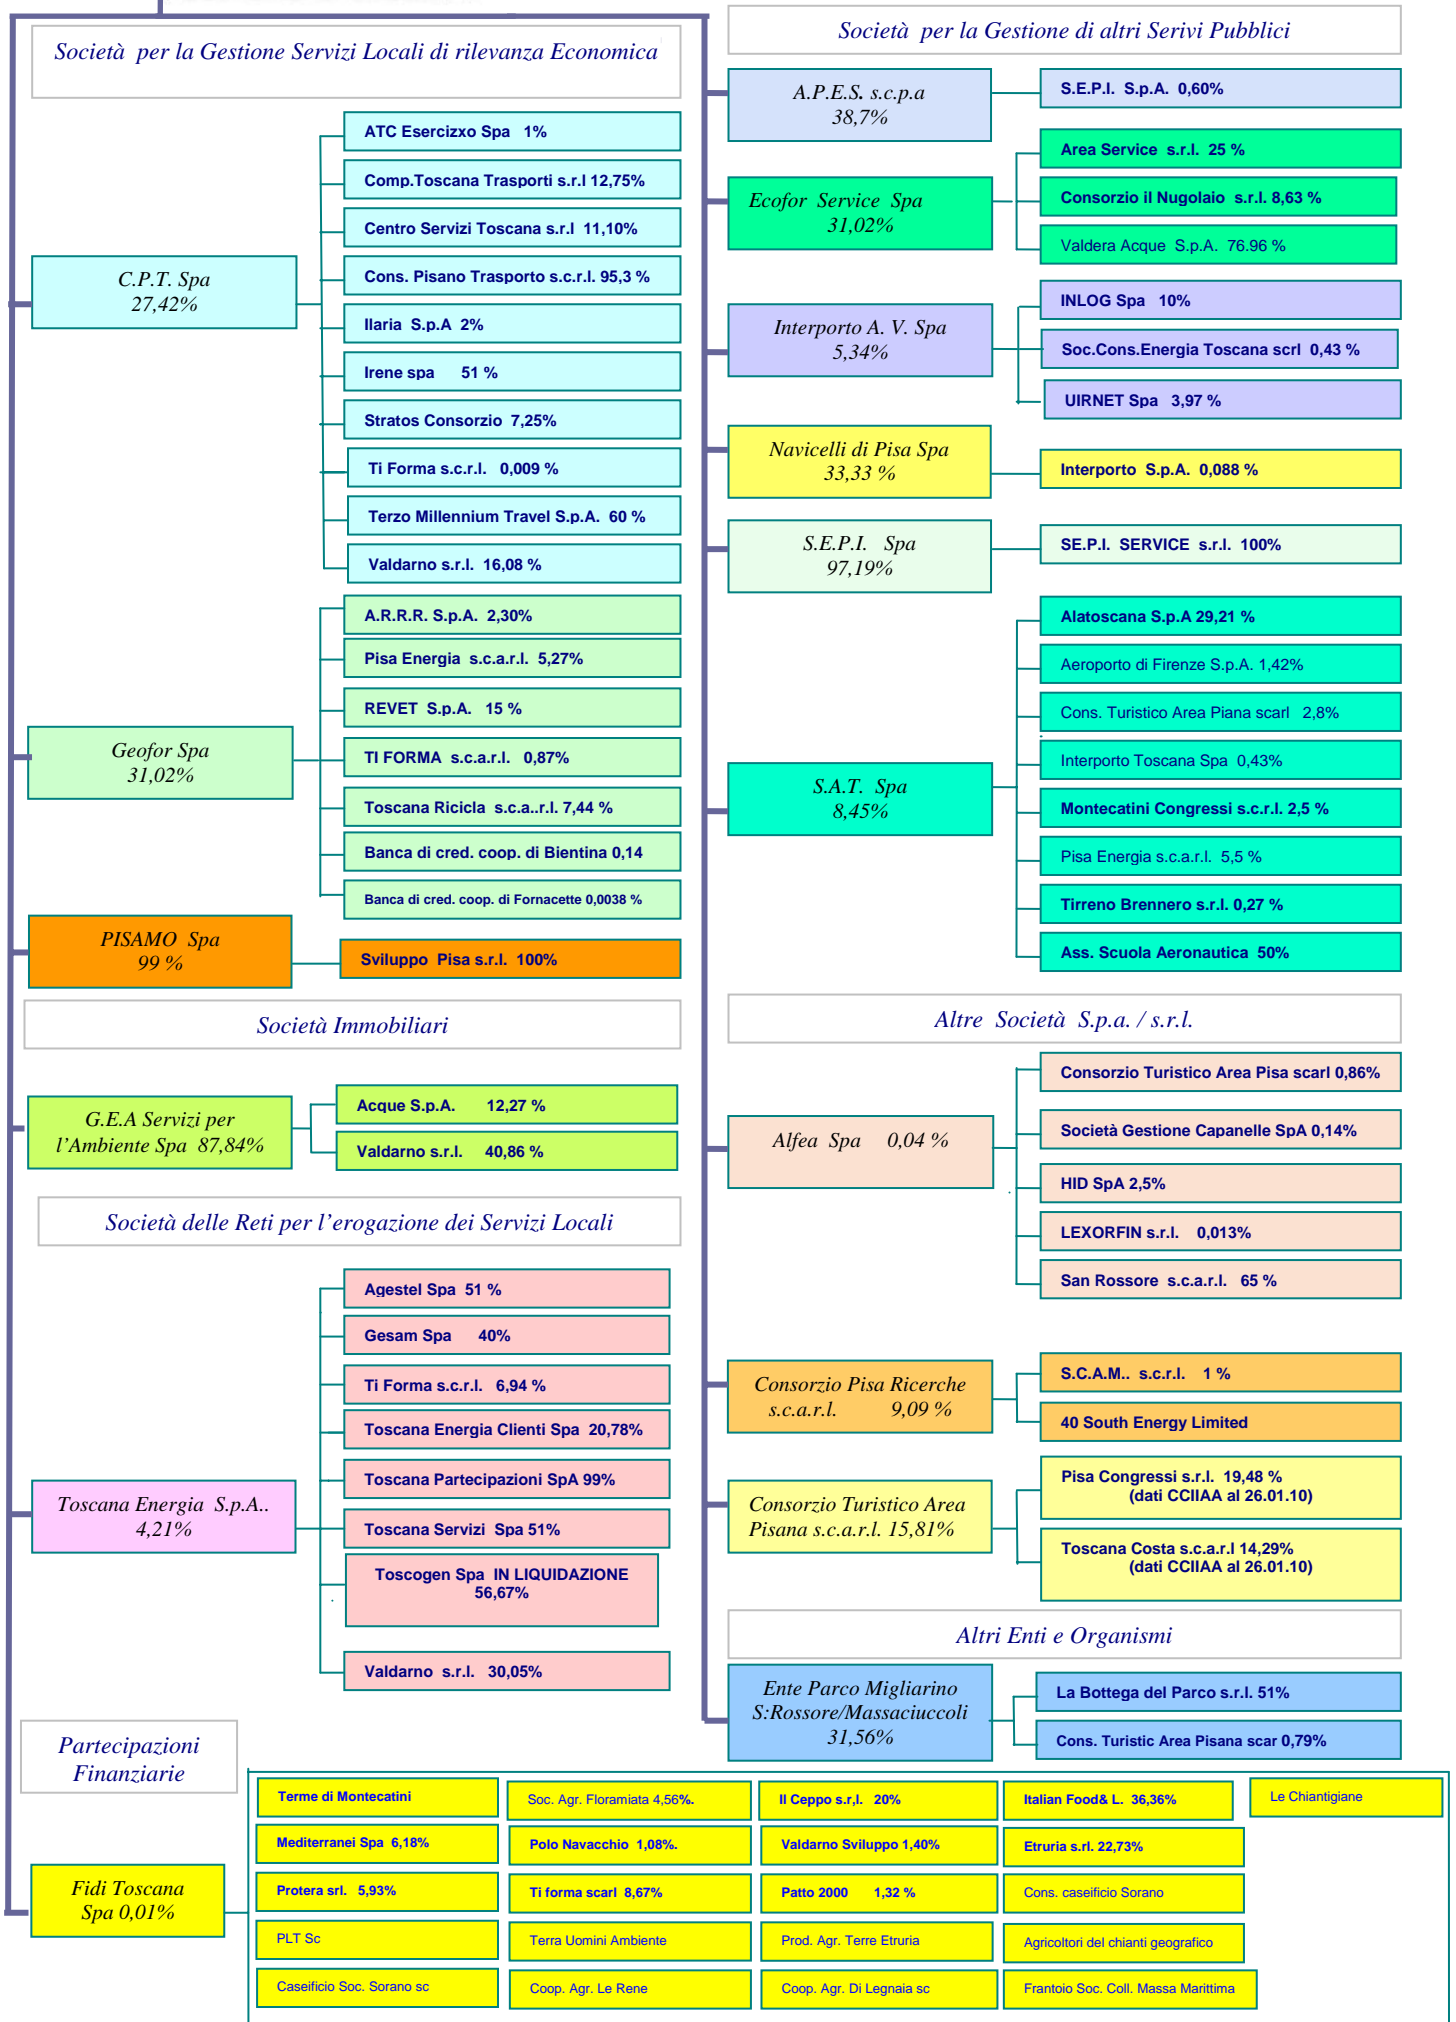 Società per la Gestione Servizi Locali di rilevanza Economica
C.P.T. Spa
27,42%
ATC Esercizxo Spa 1%
Comp.Toscana Trasporti s.r.l 12,75%
Centro Servizi Toscana s.r.l 11,10%
Cons. Pisano Trasporto s.c.r.l. 95,3 %
Ilaria S.p.A 2%
Irene spa 51 %
Stratos Consorzio 7,25%
Ti Forma s.c.r.l. 0,009 %
Terzo Millennium Travel S.p.A. 60 %
Valdarno s.r.l. 16,08 %
Geofor Spa
31,02%
A.R.R.R. S.p.A. 2,30%
Pisa Energia s.c.a.r.l. 5,27%
REVET S.p.A. 15 %
TI FORMA s.c.a.r.l. 0,87%
Toscana Ricicla s.c.a..r.l. 7,44 %
Banca di cred. coop. di Bientina 0,14
Banca di cred. coop. di Fornacette 0,0038 %
PISAMO Spa
99 %
Sviluppo Pisa s.r.l. 100%
Società Immobiliari
G.E.A Servizi per
l'Ambiente Spa 87,84%
Acque S.p.A. 12,27 %
Valdarno s.r.l. 40,86 %
Società delle Reti per l'erogazione dei Servizi Locali
Toscana Energia S.p.A..
4,21%
Agestel Spa 51 %
Gesam Spa 40%
Ti Forma s.c.r.l. 6,94 %
Toscana Energia Clienti Spa 20,78%
Toscana Partecipazioni SpA 99%
Toscana Servizi Spa 51%
Toscogen Spa IN LIQUIDAZIONE
56,67%
Valdarno s.r.l. 30,05%
Società per la Gestione di altri Serivi Pubblici
A.P.E.S. s.c.p.a
38,7%
S.E.P.I. S.p.A. 0,60%
Ecofor Service Spa
31,02%
Area Service s.r.l. 25 %
Consorzio il Nugolaio s.r.l. 8,63 %
Valdera Acque S.p.A. 76.96 %
Interporto A. V. Spa
5,34%
INLOG Spa 10%
Soc.Cons.Energia Toscana scrl 0,43 %
UIRNET Spa 3,97 %
Navicelli di Pisa Spa
33,33 %
Interporto S.p.A. 0,088 %
S.E.P.I. Spa
97,19%
SE.P.I. SERVICE s.r.l. 100%
S.A.T. Spa
8,45%
Alatoscana S.p.A 29,21 %
Aeroporto di Firenze S.p.A. 1,42%
Cons. Turistico Area Piana scarl 2,8%
Interporto Toscana Spa 0,43%
Montecatini Congressi s.c.r.l. 2,5 %
Pisa Energia s.c.a.r.l. 5,5 %
Tirreno Brennero s.r.l. 0,27 %
Ass. Scuola Aeronautica 50%
Altre Società S.p.a. / s.r.l.
Alfea Spa 0,04 %
Consorzio Turistico Area Pisa scarl 0,86%
Società Gestione Capanelle SpA 0,14%
HID SpA 2,5%
LEXORFIN s.r.l. 0,013%
San Rossore s.c.a.r.l. 65 %
Consorzio Pisa Ricerche
s.c.a.r.l. 9,09 %
S.C.A.M.. s.c.r.l. 1 %
40 South Energy Limited
Consorzio Turistico Area
Pisana s.c.a.r.l. 15,81%
Pisa Congressi s.r.l. 19,48 %
(dati CCIIAA al 26.01.10)
Toscana Costa s.c.a.r.l 14,29%
(dati CCIIAA al 26.01.10)
Altri Enti e Organismi
Ente Parco Migliarino
S:Rossore/Massaciuccoli
31,56%
La Bottega del Parco s.r.l. 51%
Cons. Turistic Area Pisana scar 0,79%
Partecipazioni
Finanziarie
Fidi Toscana
Spa 0,01%
Terme di Montecatini
Soc. Agr. Floramiata 4,56%.
Il Ceppo s.r,l. 20%
Italian Food& L. 36,36%
Le Chiantigiane
Mediterranei Spa 6,18%
Polo Navacchio 1,08%.
Valdarno Sviluppo 1,40%
Etruria s.rl. 22,73%
Protera srl. 5,93%
Ti forma scarl 8,67%
Patto 2000 1,32 %
Cons. caseificio Sorano
PLT Sc
Terra Uomini Ambiente
Prod. Agr. Terre Etruria
Agricoltori del chianti geografico
Caseificio Soc. Sorano sc
Coop. Agr. Le Rene
Coop. Agr. Di Legnaia sc
Frantoio Soc. Coll. Massa Marittima